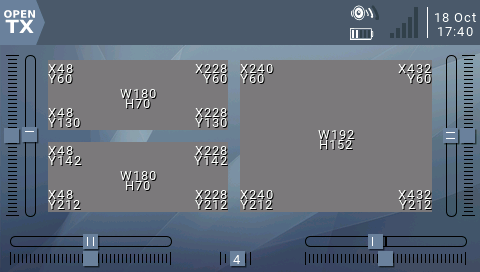 OPEN
TX
18 Oct
17:40
X48
Y60
X228
Y60
W180
H70
X48
Y130
X228
Y130
X240
Y60
X432
Y60
W192
H152
X240
Y212
X432
Y212
X48
Y142
X228
Y142
W180
H70
X48
Y212
X228
Y212
4